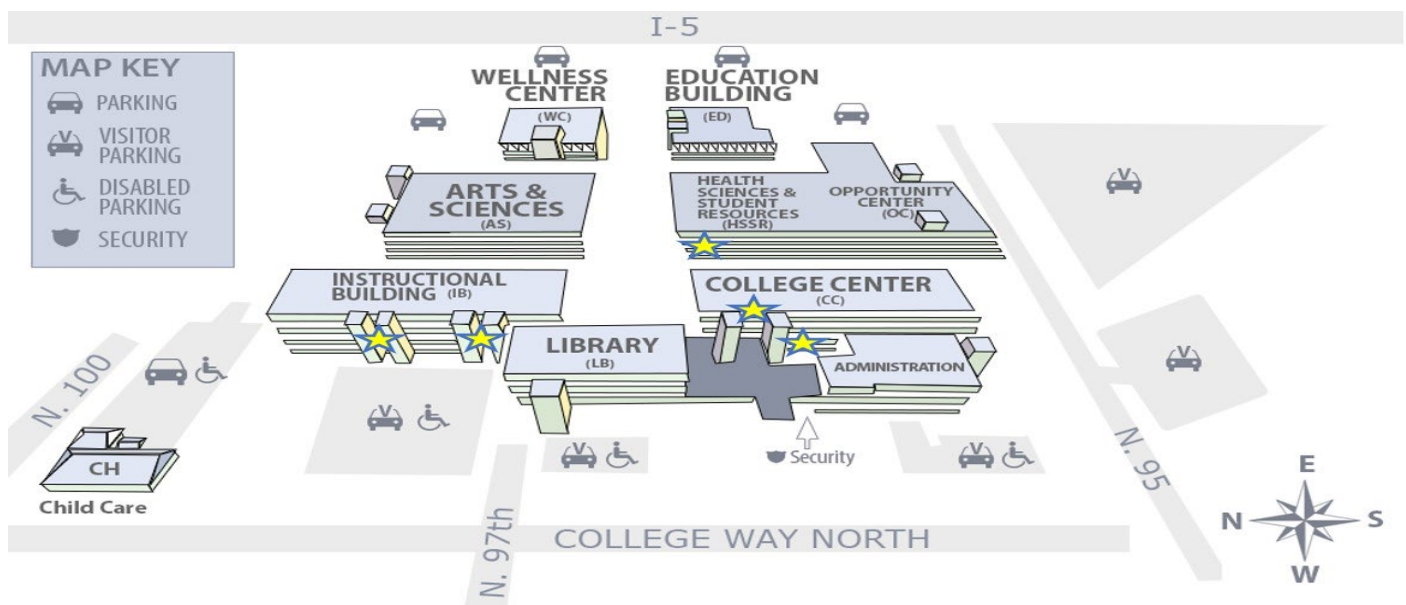 I-5
MAP KEY
PARKING
V
VISITOR
PARKING
DISABLED
PARKING
SECURITY
WELLNESS
CENTER
(WC)
EDUCATION
BUILDING
(ED)
V
ARTS &
SCIENCES
(AS)
HEALTH
SCIENCES &
STUDENT
RESOURCES
(HSSR)
OPPORTUNITY
CENTER
(OC)
INSTRUCTIONAL
BUILDING (IB)
COLLEGE CENTER
(CC)
LIBRARY
(LB)
ADMINISTRATION
V
N. 100
V
V
Security
V
N. 95
CH
Child Care
N. 97th
COLLEGE WAY NORTH
E
N
S
W